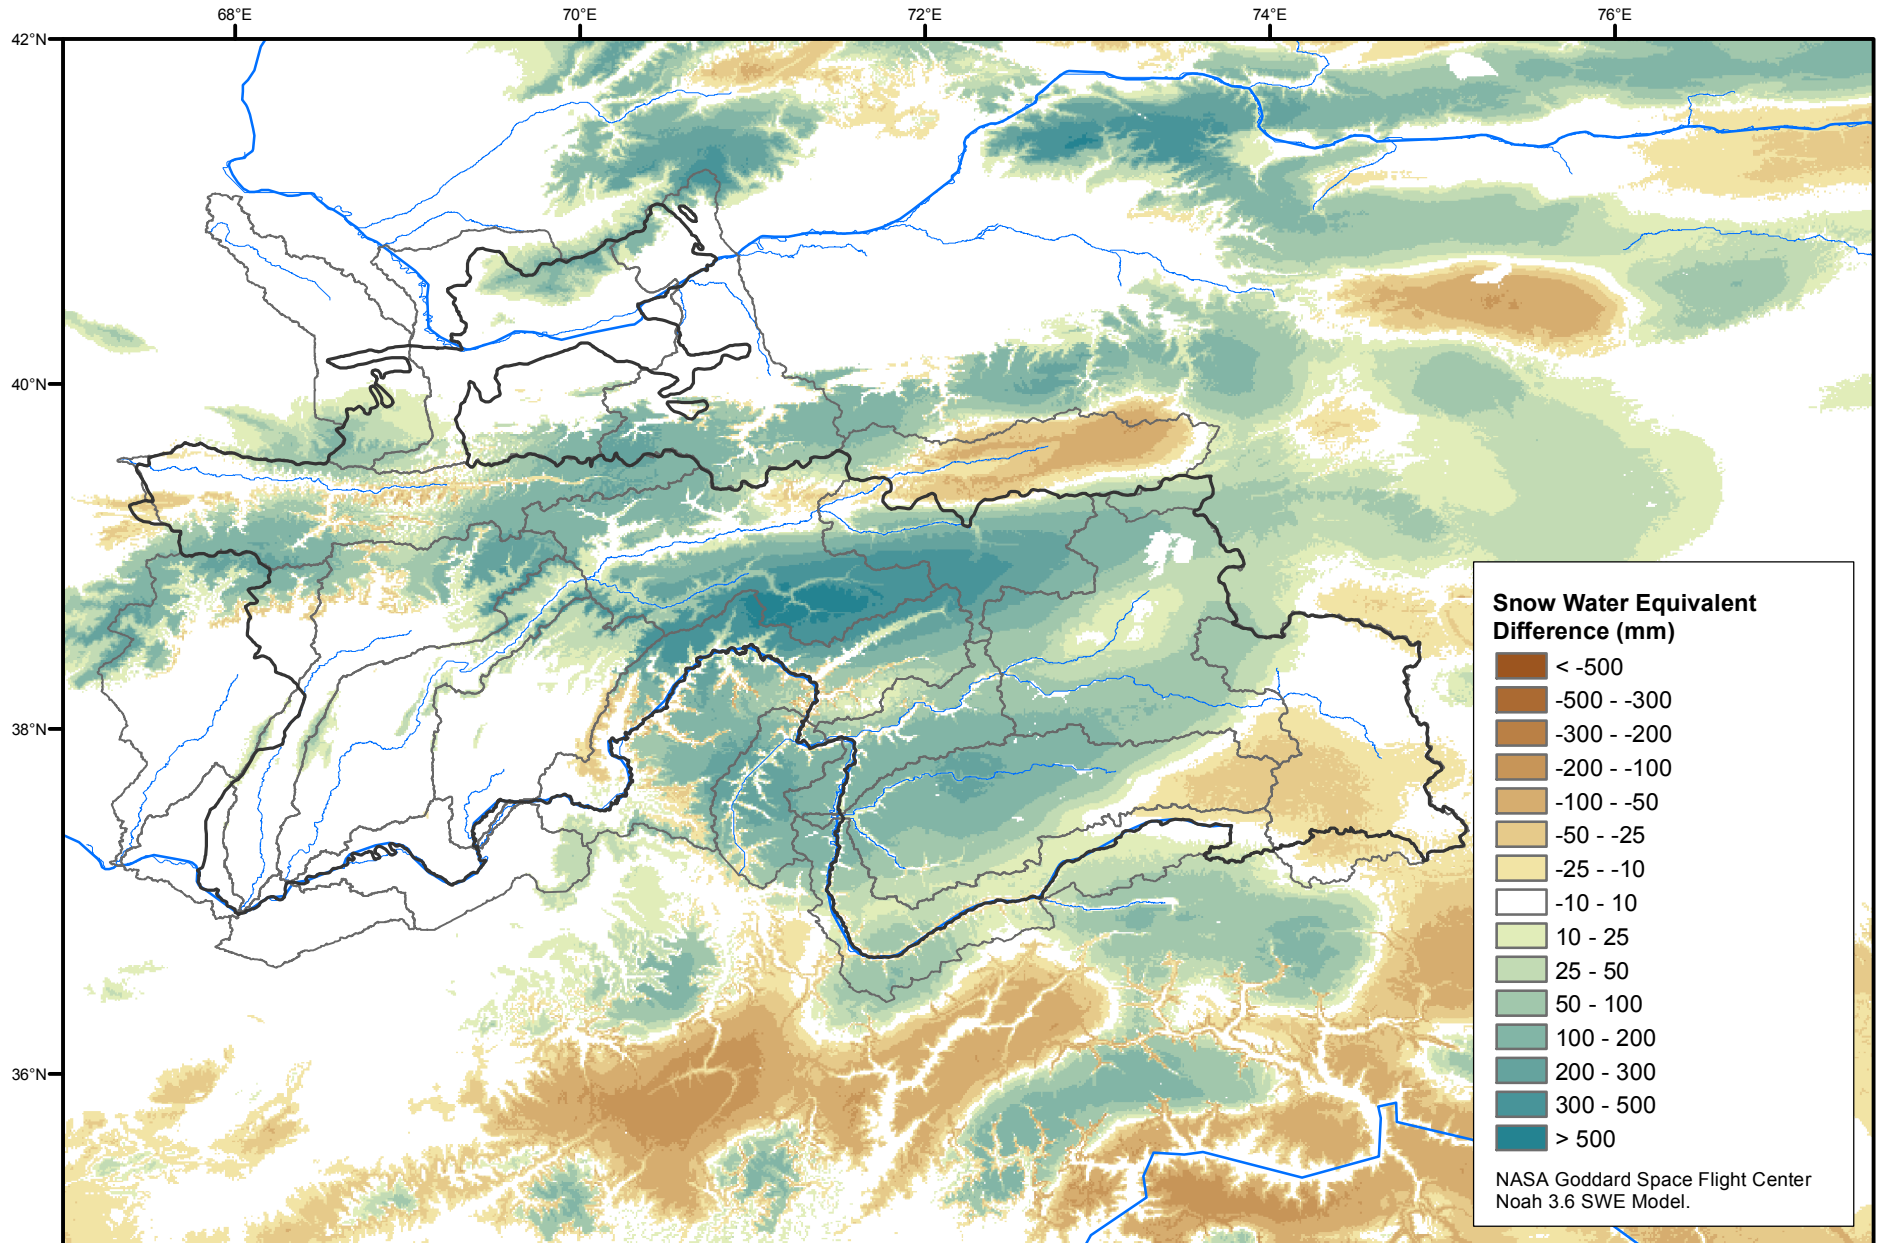 68°E 70°E 72°E 74°E 76°E
42°N
40°N
38°N
36°N
Snow Water Equivalent
Difference (mm)
< -500
-500 - -300
-300 - -200
-200 - -100
-100 - -50
-50 - -25
-25 - -10
-10 - 10
10 - 25
25 - 50
50 - 100
100 - 200
200 - 300
300 - 500
> 500
NASA Goddard Space Flight Center
Noah 3.6 SWE Model.